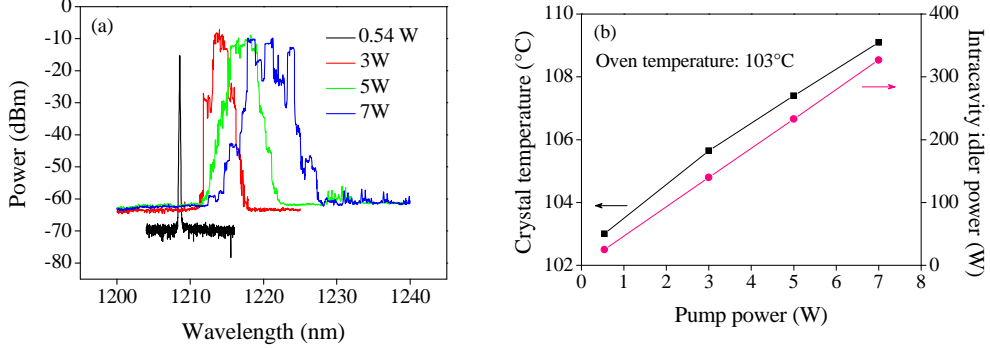 (a)
0.54 W
3W
5W
7W
Power (dBm)
0
-10
-20
-30
-40
-50
-60
-70
-80
1200
1210
1220
1230
1240
Wavelength (nm)
(b)
Oven temperature: 103°C
Crystal temperature (°C)
108
106
104
102
0
1
2
3
4
5
6
7
8
Pump power (W)
400
300
200
100
0
Intracavity idler power
(W)